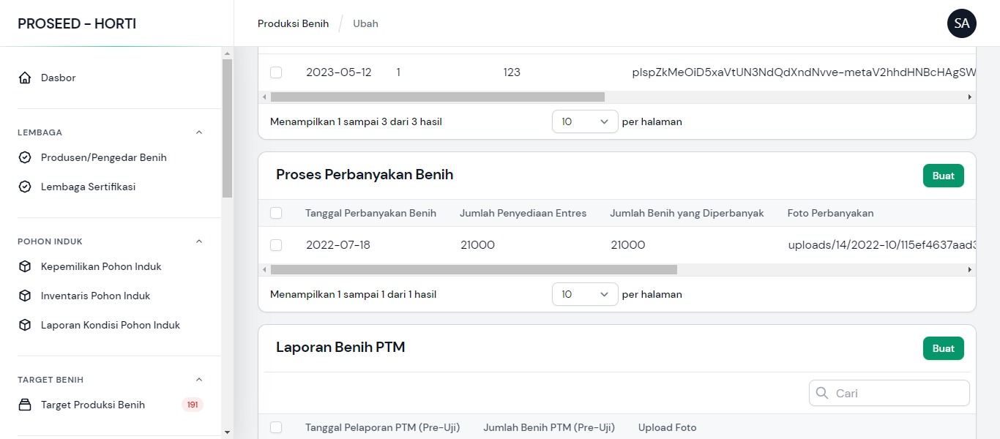 PROSEED - HORTI
Produksi Benih / Ubah
SA
Dasbor
LEMBAGA
Produsen/Pengedar Benih
Lembaga Sertifikasi
POHON INDUK
Kepemilikan Pohon Induk
Inventaris Pohon Induk
Laporan Kondisi Pohon Induk
TARGET BENIH
Target Produksi Benih 191
2023-05-12 1 123 pIspZkMeOiD5xaVtUN3NdQdXndNvve-metaV2hhdHNBcHAgSW
Menampilkan 1 sampai 3 dari 3 hasil 10 per halaman
Proses Perbanyakan Benih Buat
Tanggal Perbanyakan Benih Jumlah Penyediaan Entres Jumlah Benih yang Diperbanyak Foto Perbanyakan
2022-07-18 21000 21000 uploads/14/2022-10/115ef4637aad3
Menampilkan 1 sampai 1 dari 1 hasil 10 per halaman
Laporan Benih PTM Buat
Cari
Tanggal Pelaporan PTM (Pre-Uji) Jumlah Benih PTM (Pre-Uji) Upload Foto